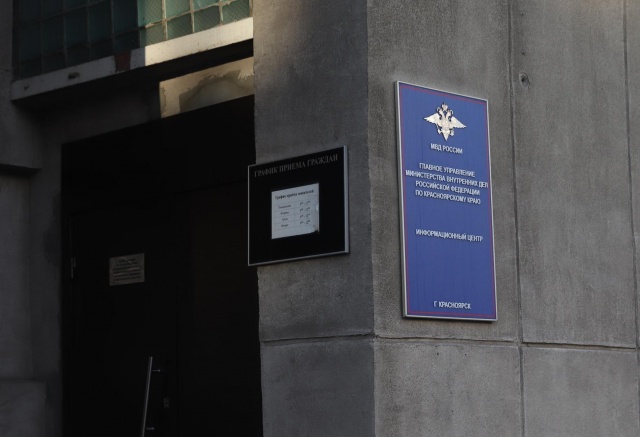 ГРАФИК ПРИЕМА ГРАЖДАН
МВД РОССИИ
ГЛАВНОЕ УПРАВЛЕНИЕ
МИНИСТЕРСТВА ВНУТРЕННИХ ДЕЛ
РОССИЙСКОЙ ФЕДЕРАЦИИ
ПО КРАСНОЯРСКОМУ КРАЮ
ИНФОРМАЦИОННЫЙ ЦЕНТР
Г. КРАСНОЯРСК